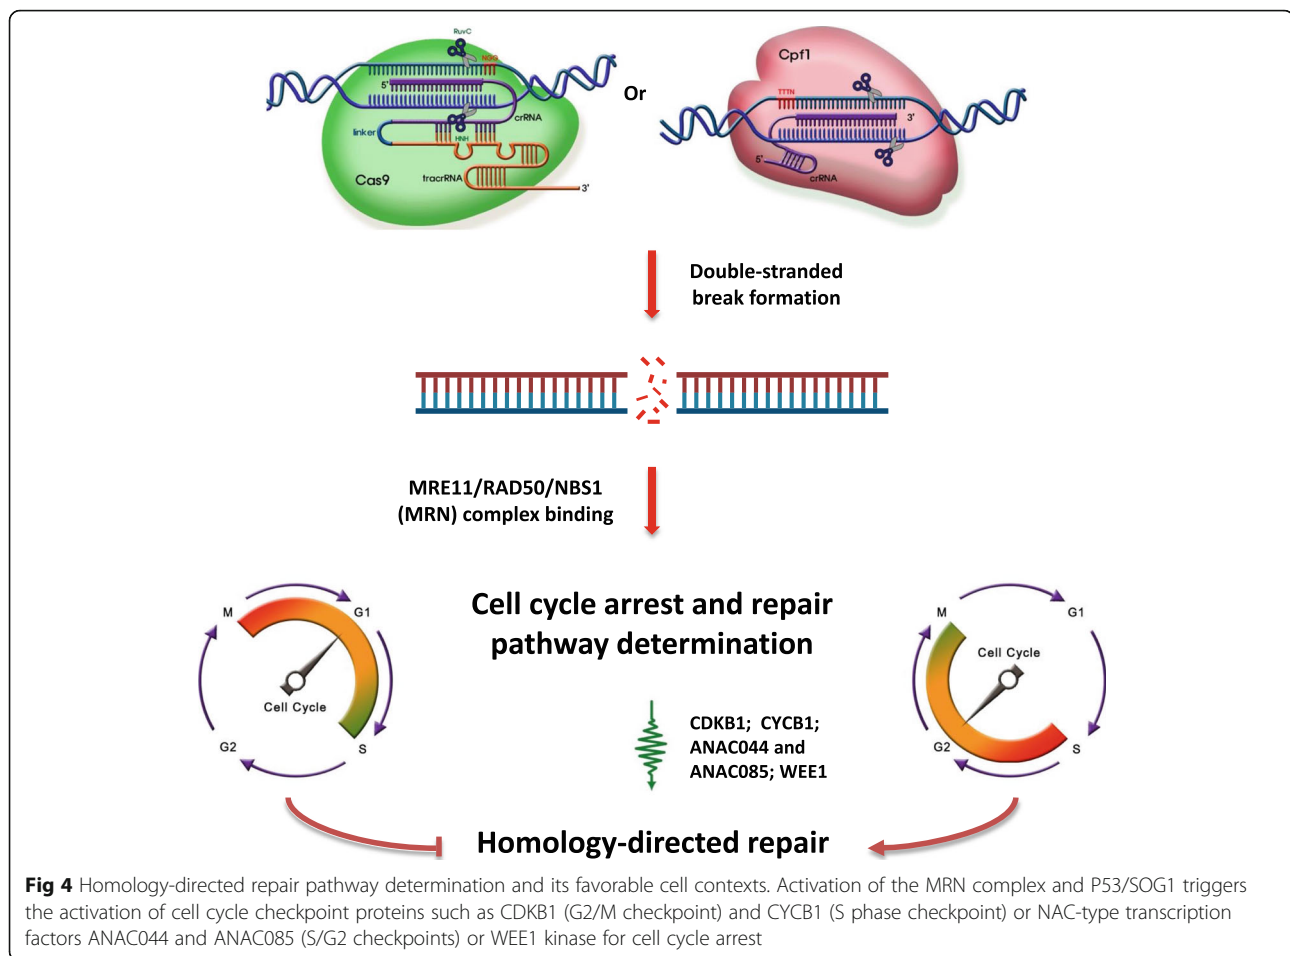 RuvC
NGG
5'
crRNA
linker
HNH
Cas9
tracrRNA
3'
Or
Cpf1
TTTN
3'
5'
crRNA
Double-stranded
break formation
MRE11/RAD50/NBS1
(MRN) complex binding
Cell cycle arrest and repair
pathway determination
M
G1
Cell Cycle
G2
S
M
G1
Cell Cycle
G2
S
CDKB1; CYCB1;
ANAC044 and
ANAC085; WEE1
Homology-directed repair
Fig 4 Homology-directed repair pathway determination and its favorable cell contexts. Activation of the MRN complex and P53/SOG1 triggers
the activation of cell cycle checkpoint proteins such as CDKB1 (G2/M checkpoint) and CYCB1 (S phase checkpoint) or NAC-type transcription
factors ANAC044 and ANAC085 (S/G2 checkpoints) or WEE1 kinase for cell cycle arrest